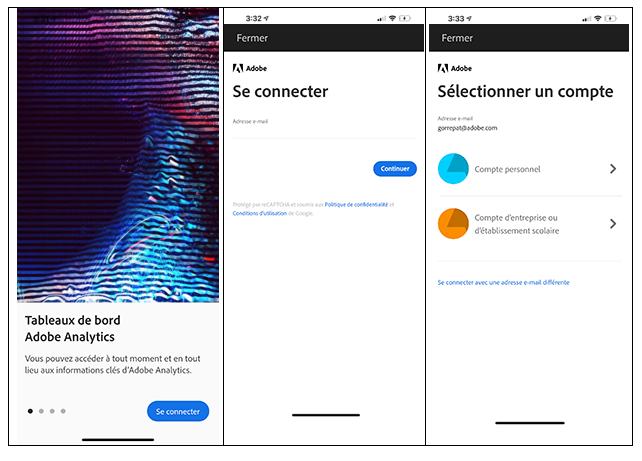 Tableaux de bord
Adobe Analytics
Vous pouvez accéder à tout moment et en tout
lieu aux informations clés d'Adobe Analytics.
Se connecter
3:32
Fermer
Adobe
Se connecter
Adresse e-mail
Continuer
Protégé par reCAPTCHA et soumis aux Politique de confidentialité et
Conditions d'utilisation de Google.
3:33
Fermer
Adobe
Sélectionner un compte
Adresse e-mail
gorrepat@adobe.com
Compte personnel
Compte d'entreprise ou
d'établissement scolaire
Se connecter avec une adresse e-mail différente